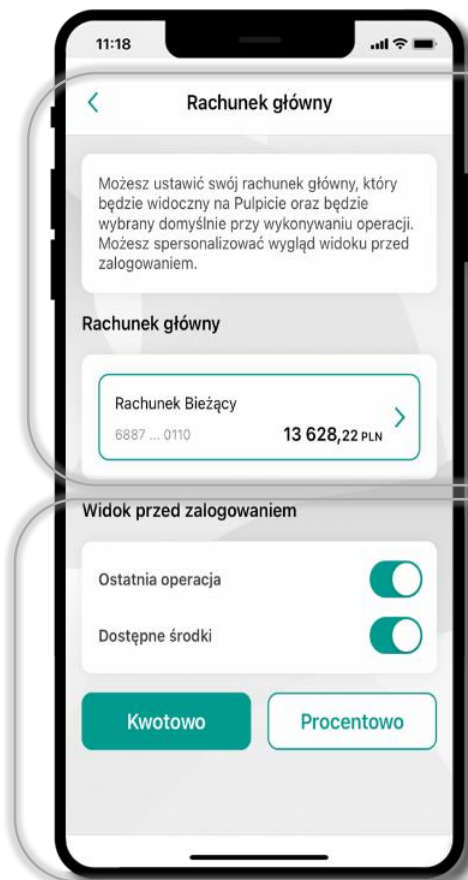 11:18
Rachunek główny
Możesz ustawić swój rachunek główny, który
będzie widoczny na Pulpicie oraz będzie
wybrany domyślnie przy wykonywaniu operacji.
Możesz spersonalizować wygląd widoku przed
zalogowaniem.
Rachunek główny
Rachunek Bieżący
6887 ... 0110 13 628,22 PLN
Widok przed zalogowaniem
Ostatnia operacja
Dostępne środki
Kwotowo Procentowo